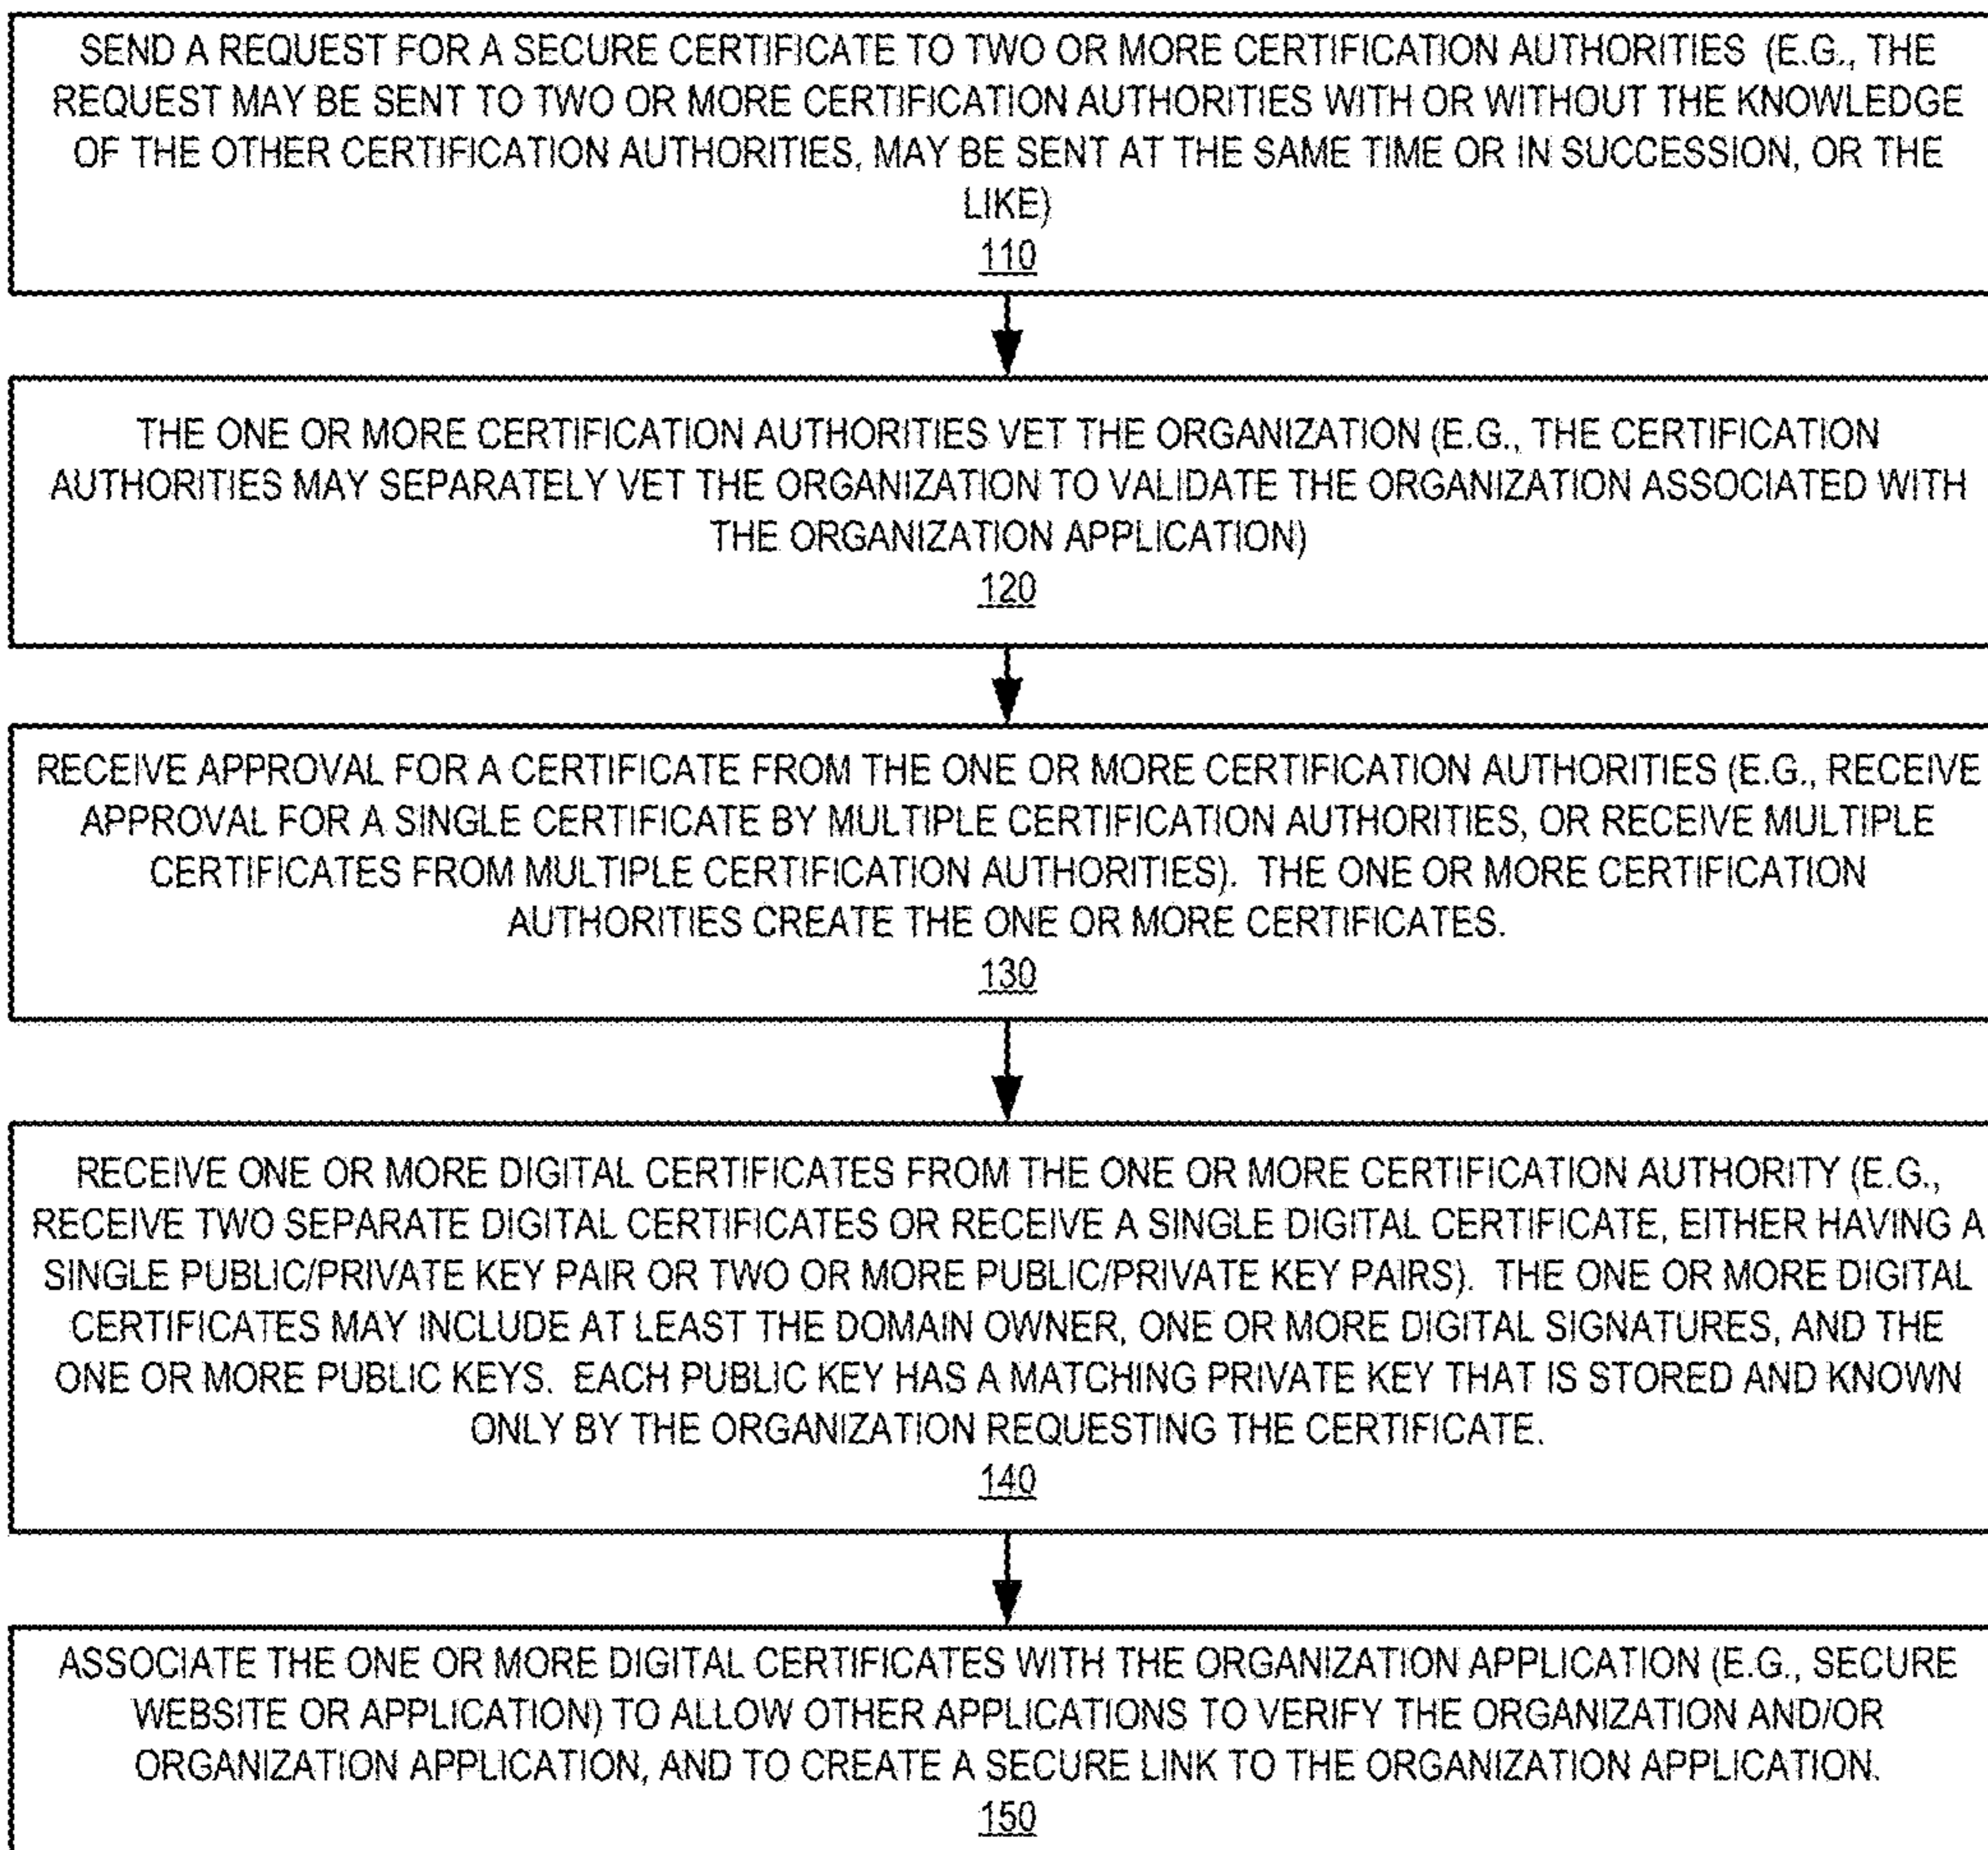 SEND A REQUEST FOR A SECURE CERTIFICATE TO TWO OR MORE CERTIFICATION AUTHORITIES (E.G., THE
REQUEST MAY BE SENT TO TWO OR MORE CERTIFICATION AUTHORITIES WITH OR WITHOUT THE KNOWLEDGE
OF THE OTHER CERTIFICATION AUTHORITIES, MAY BE SENT AT THE SAME TIME OR IN SUCCESSION, OR THE
LIKE)
110
THE ONE OR MORE CERTIFICATION AUTHORITIES VET THE ORGANIZATION (E.G., THE CERTIFICATION
AUTHORITIES MAY SEPARATELY VET THE ORGANIZATION TO VALIDATE THE ORGANIZATION ASSOCIATED WITH
THE ORGANIZATION APPLICATION)
120
RECEIVE APPROVAL FOR A CERTIFICATE FROM THE ONE OR MORE CERTIFICATION AUTHORITIES (E.G., RECEIVE
APPROVAL FOR A SINGLE CERTIFICATE BY MULTIPLE CERTIFICATION AUTHORITIES, OR RECEIVE MULTIPLE
CERTIFICATES FROM MULTIPLE CERTIFICATION AUTHORITIES). THE ONE OR MORE CERTIFICATION
AUTHORITIES CREATE THE ONE OR MORE CERTIFICATES.
130
RECEIVE ONE OR MORE DIGITAL CERTIFICATES FROM THE ONE OR MORE CERTIFICATION AUTHORITY (E.G.,
RECEIVE TWO SEPARATE DIGITAL CERTIFICATES OR RECEIVE A SINGLE DIGITAL CERTIFICATE, EITHER HAVING A
SINGLE PUBLIC/PRIVATE KEY PAIR OR TWO OR MORE PUBLIC/PRIVATE KEY PAIRS). THE ONE OR MORE DIGITAL
CERTIFICATES MAY INCLUDE AT LEAST THE DOMAIN OWNER, ONE OR MORE DIGITAL SIGNATURES, AND THE
ONE OR MORE PUBLIC KEYS. EACH PUBLIC KEY HAS A MATCHING PRIVATE KEY THAT IS STORED AND KNOWN
ONLY BY THE ORGANIZATION REQUESTING THE CERTIFICATE.
140
ASSOCIATE THE ONE OR MORE DIGITAL CERTIFICATES WITH THE ORGANIZATION APPLICATION (E.G., SECURE
WEBSITE OR APPLICATION) TO ALLOW OTHER APPLICATIONS TO VERIFY THE ORGANIZATION AND/OR
ORGANIZATION APPLICATION, AND TO CREATE A SECURE LINK TO THE ORGANIZATION APPLICATION.
150